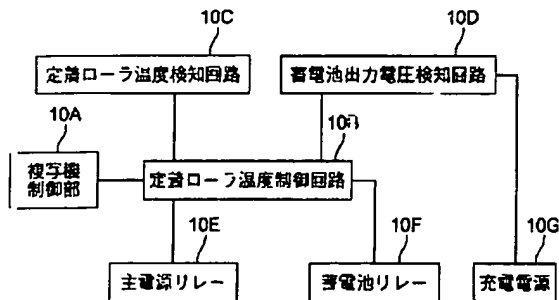 10C
10D
定着ローラ温度検知回路
蓄電池出力電圧検知回路
10A
10B
複写機
制御部
定着ローラ温度制御回路
10E
10F
10G
主電源リレー
蓄電池リレー
充電電源